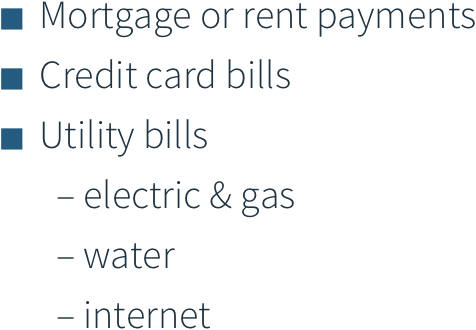 ■ Mortgage or rent payments
■ Credit card bills
■ Utility bills
– electric & gas
– water
– internet